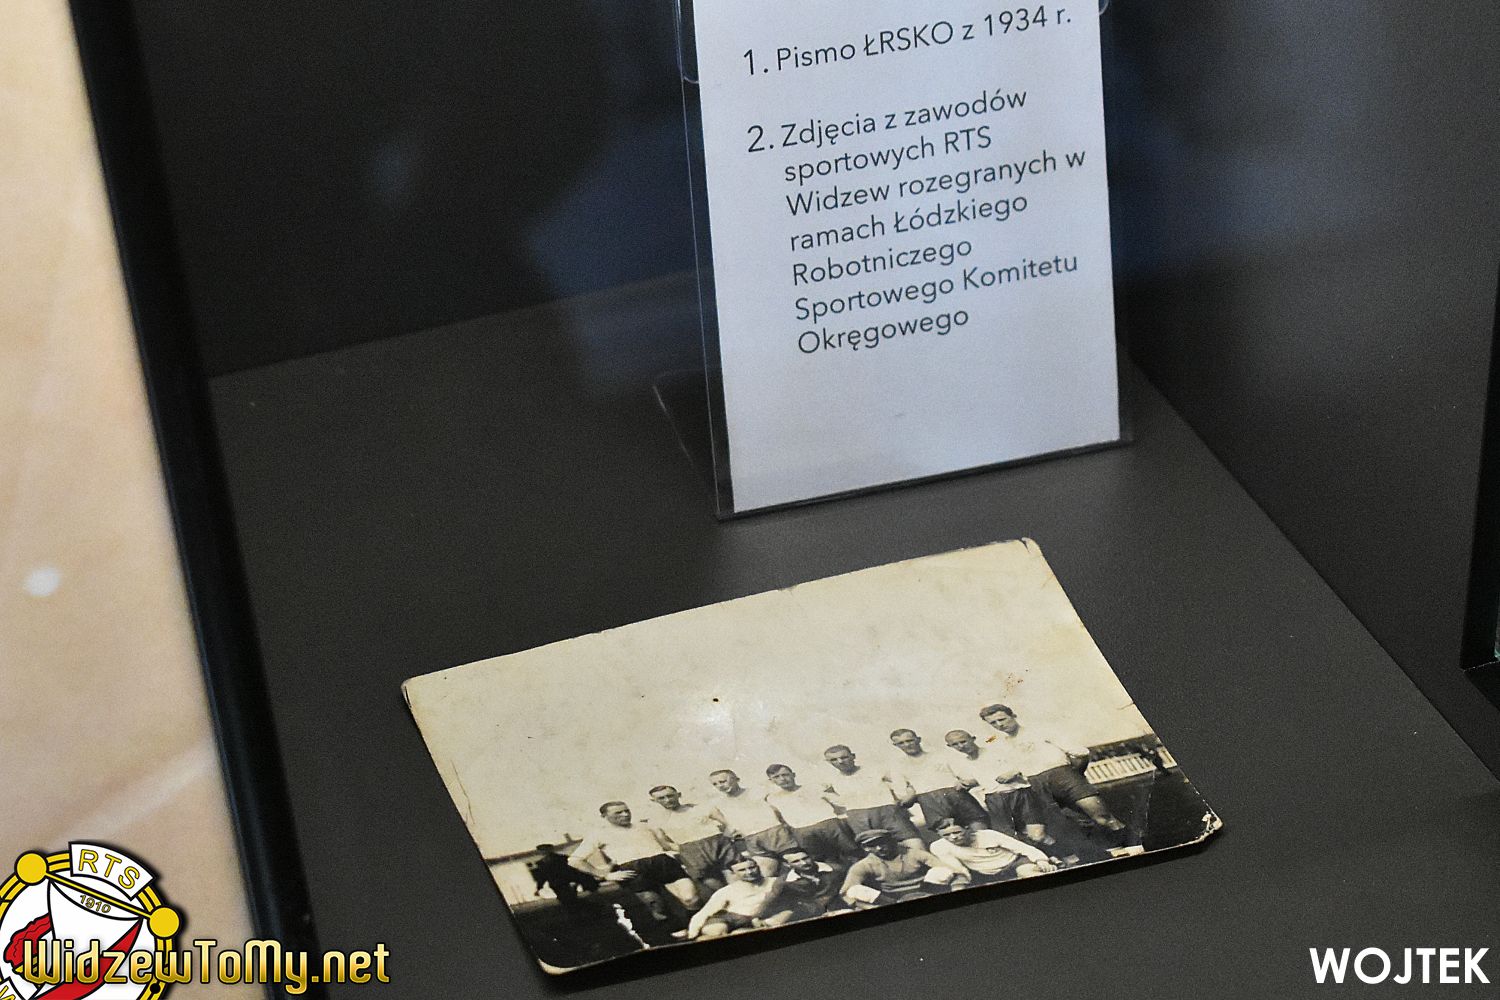 1. Pismo ŁRSKO z 1934 r.
2. Zdjęcia z zawodów
sportowych RTS
Widzew rozegranych w
ramach Łódzkiego
Robotniczego
Sportowego Komitetu
Okręgowego
RTS
1910
WidzewToMy.net
WOJTEK